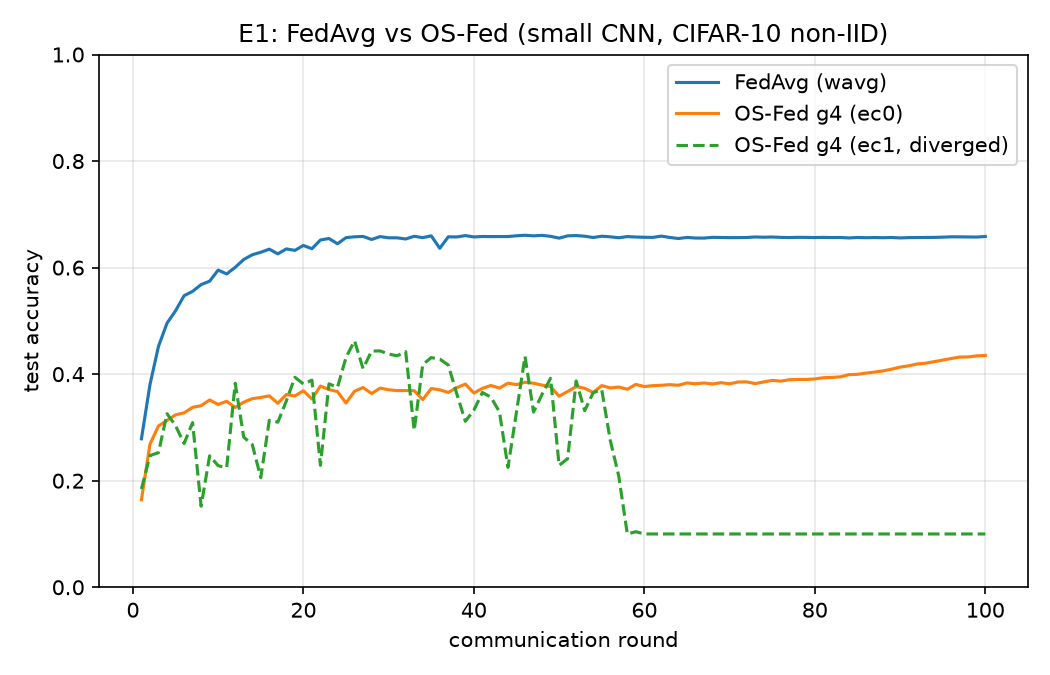 E1: FedAvg vs OS-Fed (small CNN, CIFAR-10 non-IID)
1.0
0.8
0.6
0.4
0.2
0.0
test accuracy
FedAvg (wavg)
OS-Fed g4 (ec0)
OS-Fed g4 (ec1, diverged)
0 20 40 60 80 100
communication round